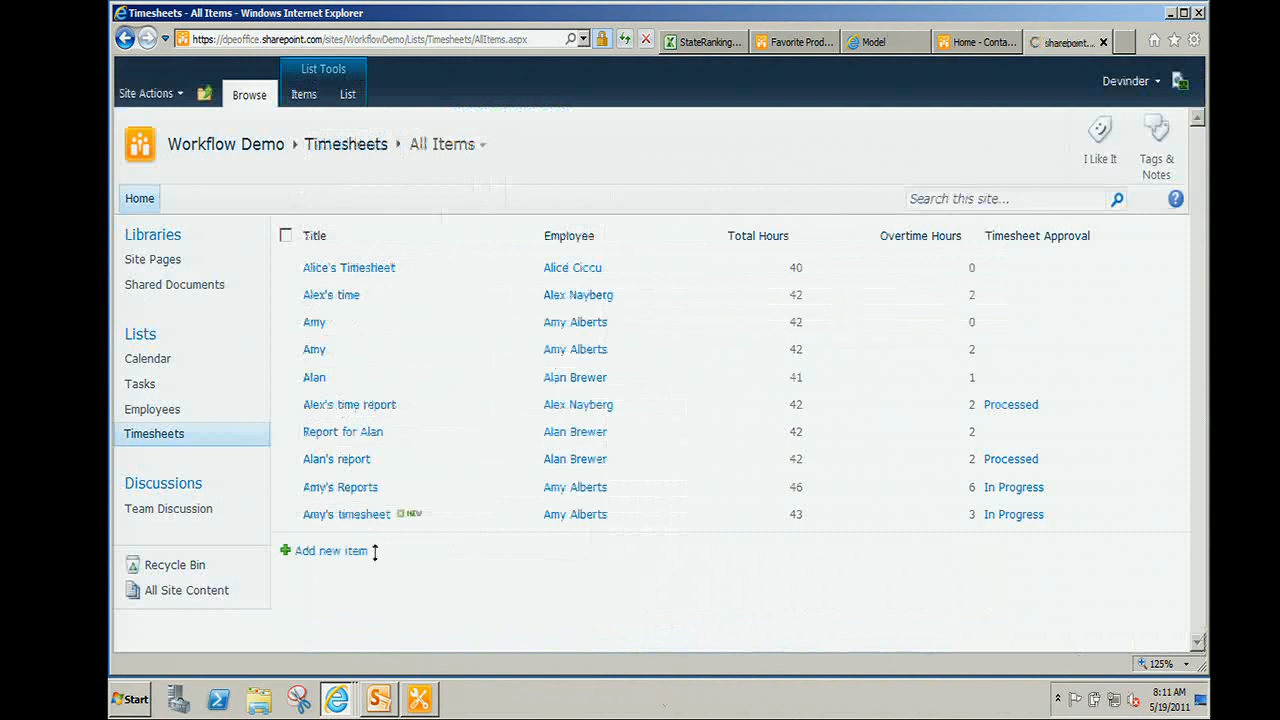 Timesheets - All Items - Windows Internet Explorer
https://dpeoffice.sharepoint.com/sites/WorkflowDemo/Lists/Timesheets/AllItems.aspx
StateRanking... Favorite Prod... Model Home - Conta... sharepoint....
List Tools
Site Actions Browse Items List Devinder
Workflow Demo Timesheets All Items
I Like It Tags & Notes
Home Search this site...
Libraries
Site Pages
Shared Documents
Lists
Calendar
Tasks
Employees
Timesheets
Discussions
Team Discussion
Recycle Bin
All Site Content
Title Employee Total Hours Overtime Hours Timesheet Approval
Alice's Timesheet Alice Ciccu 40 0
Alex's time Alex Nayberg 42 2
Amy Amy Alberts 42 0
Amy Amy Alberts 42 2
Alan Alan Brewer 41 1
Alex's time report Alex Nayberg 42 2 Processed
Report for Alan Alan Brewer 42 2
Alan's report Alan Brewer 42 2 Processed
Amy's Reports Amy Alberts 46 6 In Progress
Amy's timesheet NEW Amy Alberts 43 3 In Progress
Add new item
125%
Start 8:11 AM
5/19/2011